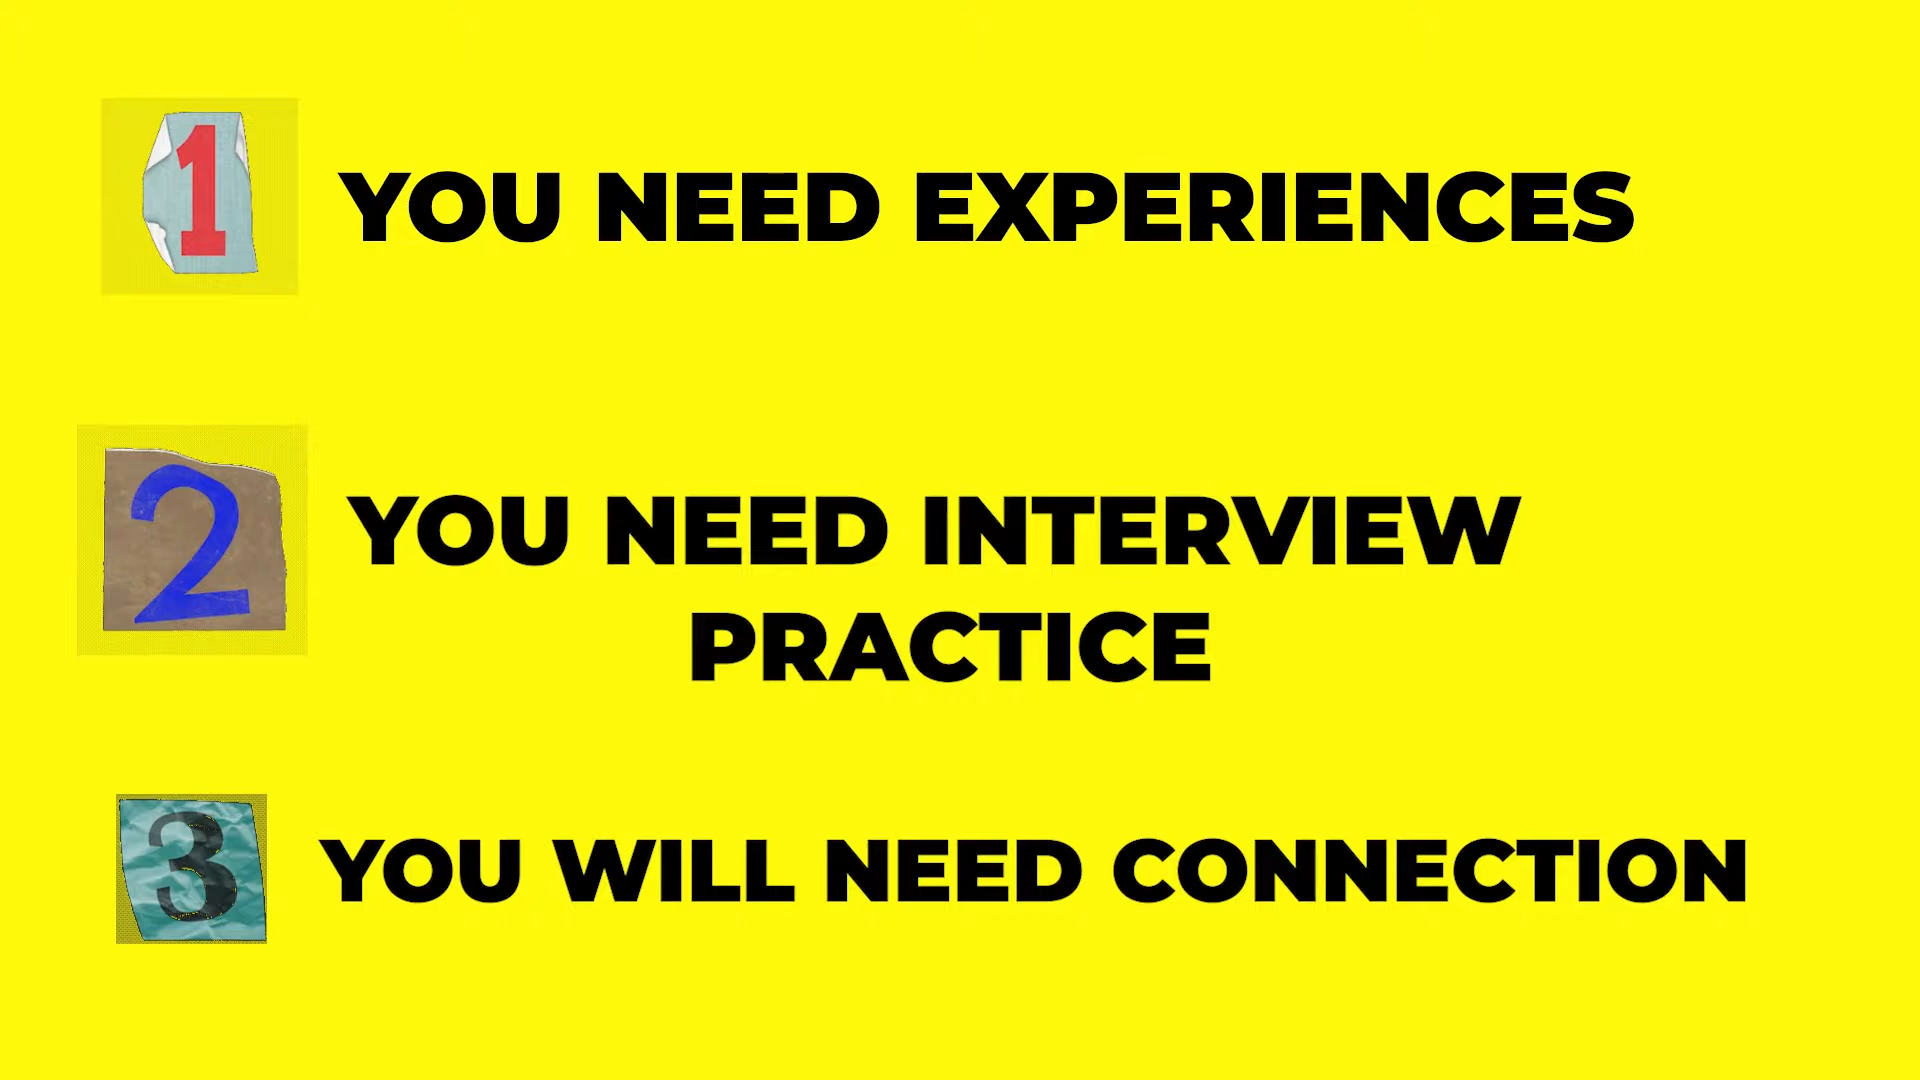 1 YOU NEED EXPERIENCES
2 YOU NEED INTERVIEW
PRACTICE
3 YOU WILL NEED CONNECTION